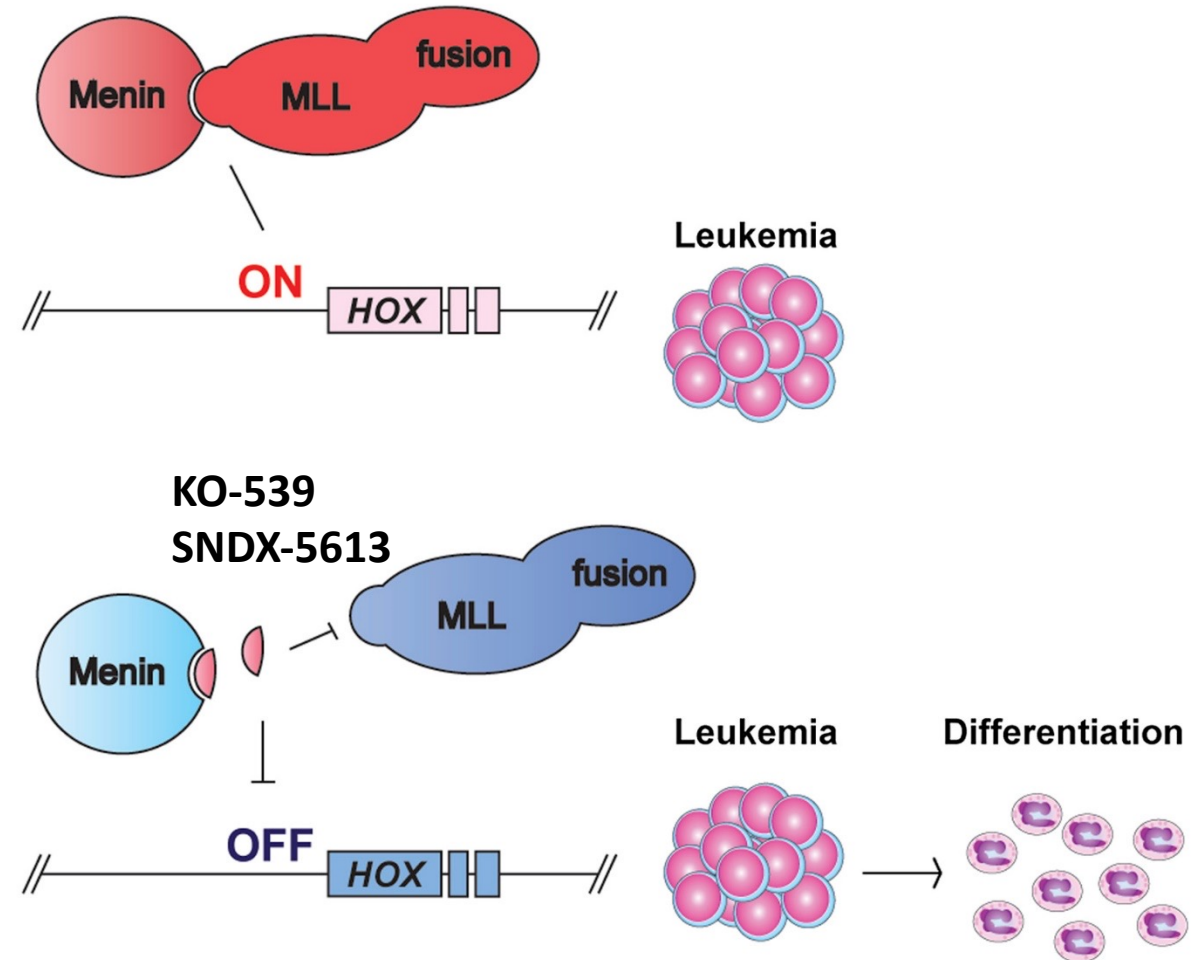 Menin
MLL
fusion
ON
HOX
Leukemia
KO-539
SNDX-5613
Menin
MLL
fusion
OFF
HOX
Leukemia
Differentiation